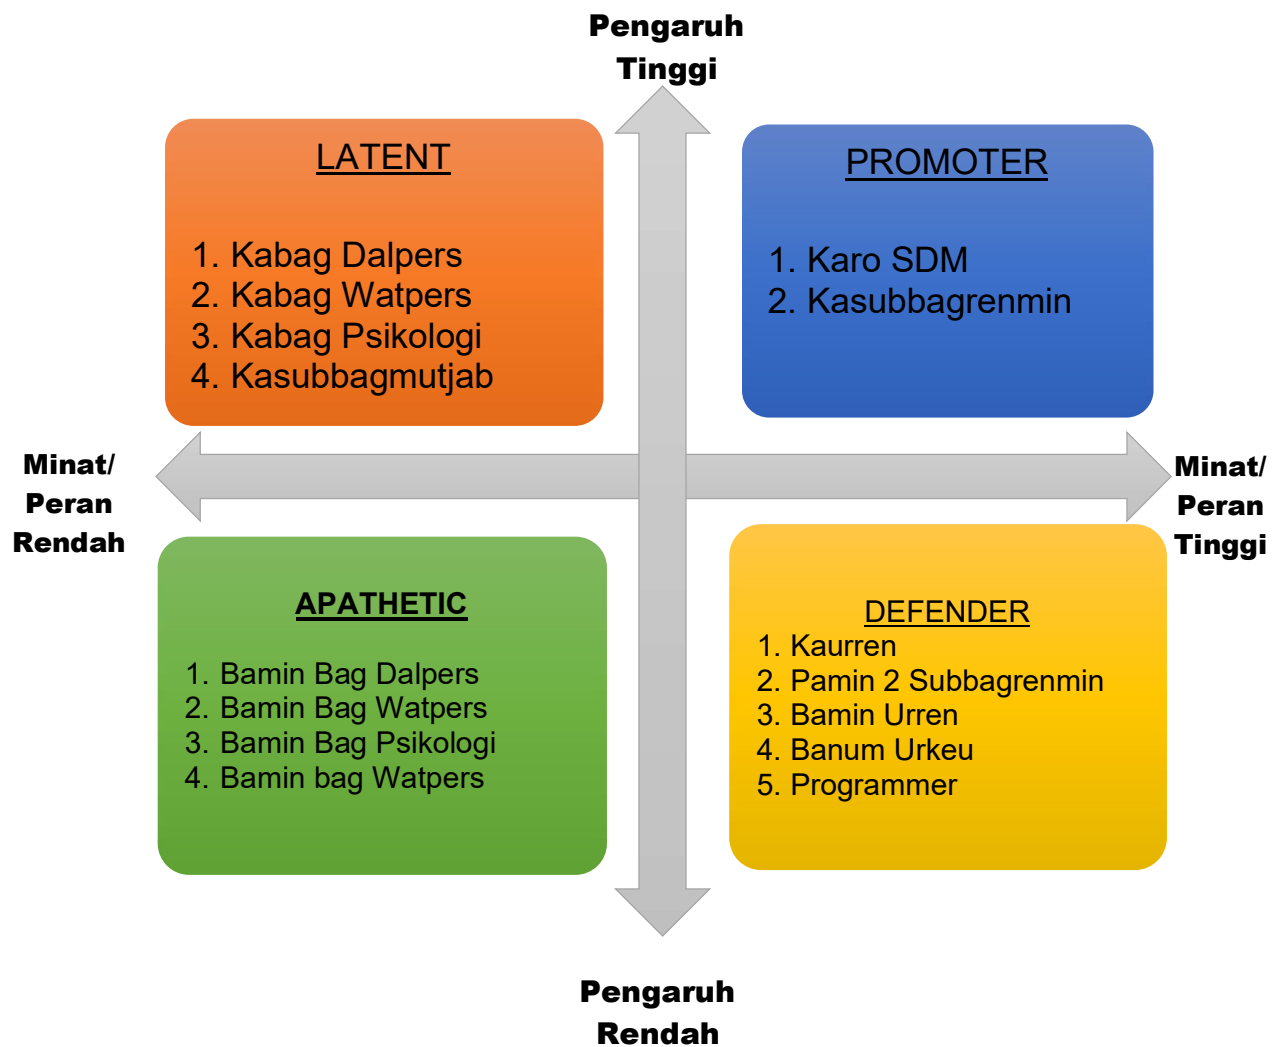 Pengaruh
Tinggi
LATENT
1. Kabag Dalpers
2. Kabag Watpers
3. Kabag Psikologi
4. Kasubbagmutjab
PROMOTER
1. Karo SDM
2. Kasubbagrenmin
Minat/
Peran
Rendah
Minat/
Peran
Tinggi
APATHETIC
1. Bamin Bag Dalpers
2. Bamin Bag Watpers
3. Bamin Bag Psikologi
4. Bamin bag Watpers
DEFENDER
1. Kaurren
2. Pamin 2 Subbagrenmin
3. Bamin Urren
4. Banum Urkeu
5. Programmer
Pengaruh
Rendah